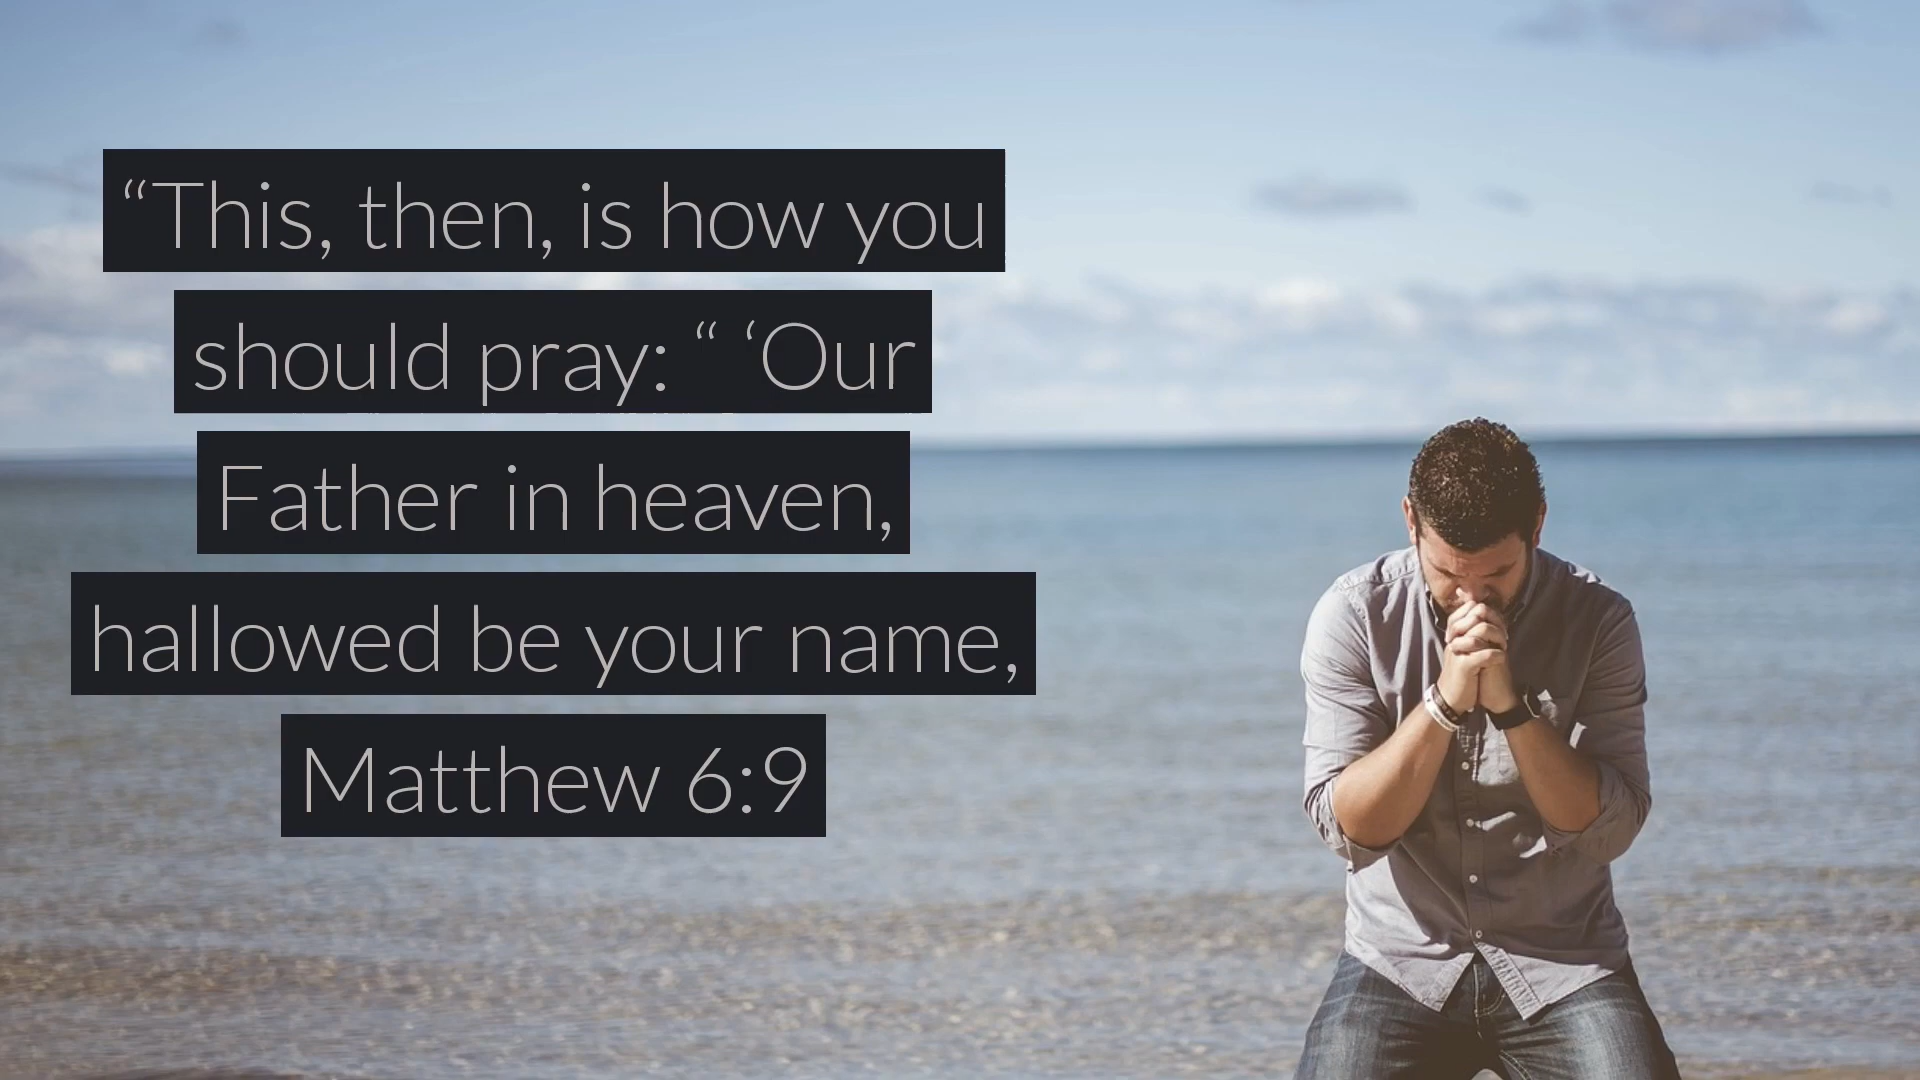 “This, then, is how you
should pray: “ ‘Our
Father in heaven,
hallowed be your name,
Matthew 6:9